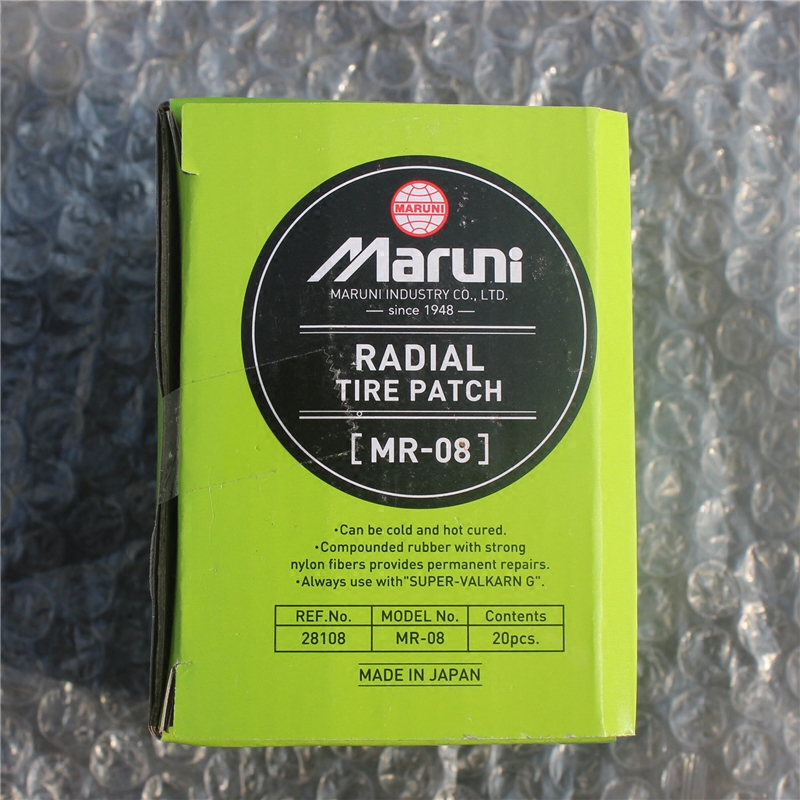 MARUNI
Maruni
MARUNI INDUSTRY CO., LTD.
— since 1948 —
RADIAL
TIRE PATCH
[MR-08]
•Can be cold and hot cured.
•Compounded rubber with strong
nylon fibers provides permanent repairs.
•Always use with"SUPER-VALKARN G".
REF.No. MODEL No. Contents
28108 MR-08 20pcs.
MADE IN JAPAN